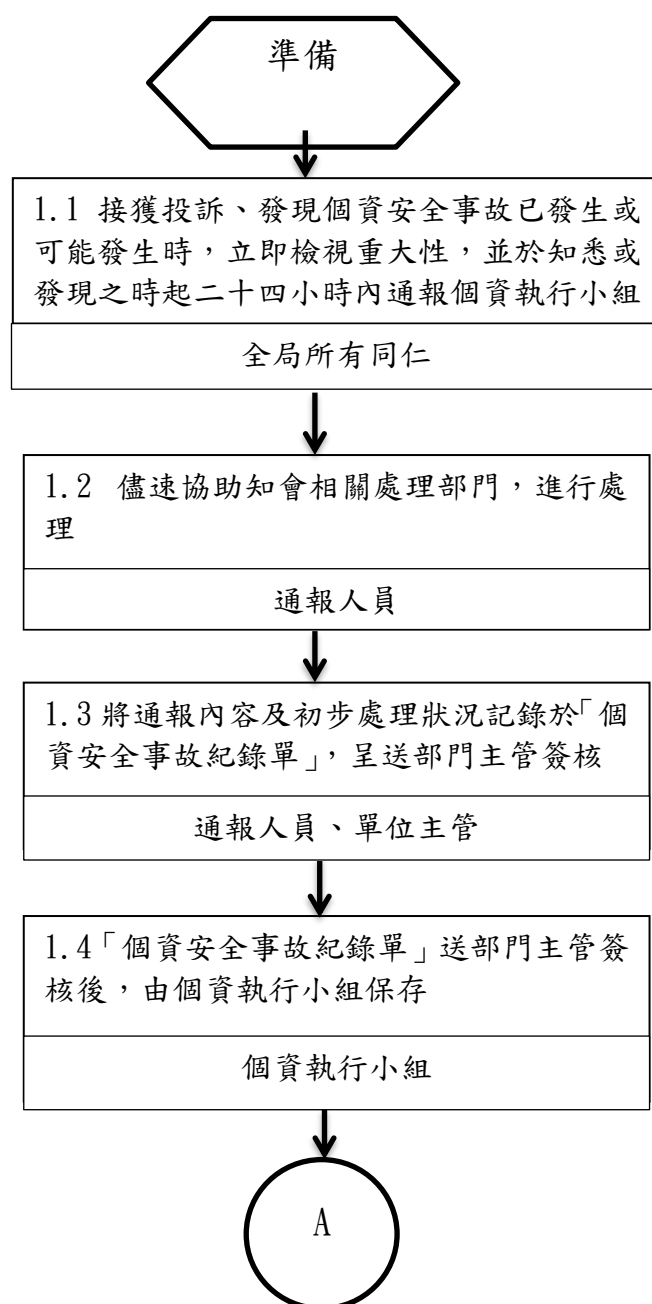 準備
1.1 接獲投訴、發現個資安全事故已發生或
可能發生時，立即檢視重大性，並於知悉或
發現之時起二十四小時內通報個資執行小組
全局所有同仁
1.2 儘速協助知會相關處理部門，進行處
理
通報人員
1.3 將通報內容及初步處理狀況記錄於「個
資安全事故紀錄單」，呈送部門主管簽核
通報人員、單位主管
1.4「個資安全事故紀錄單」送部門主管簽
核後，由個資執行小組保存
個資執行小組
A